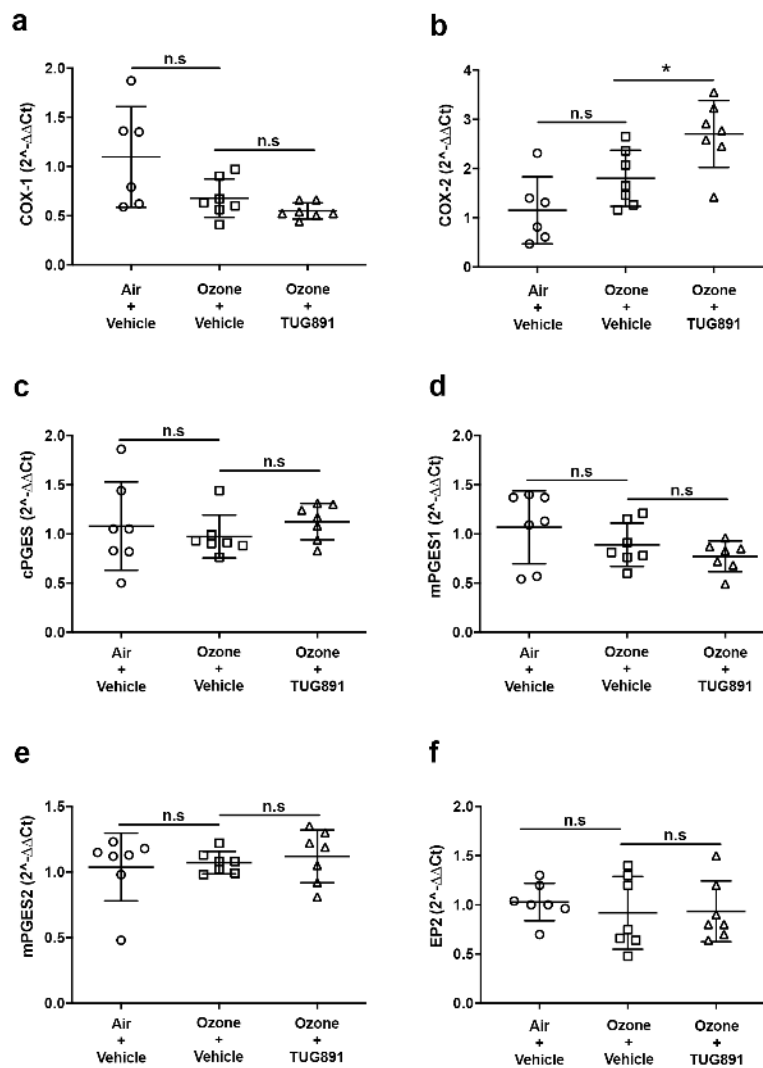 a
n.s
n.s
COX-1 (2^-ΔΔCt)
2.0
1.5
1.0
0.5
0.0
Air
+
Vehicle
Ozone
+
Vehicle
Ozone
+
TUG891
b
*
n.s
COX-2 (2^-ΔΔCt)
4
3
2
1
0
Air
+
Vehicle
Ozone
+
Vehicle
Ozone
+
TUG891
c
n.s
n.s
cPGES (2^-ΔΔCt)
2.0
1.5
1.0
0.5
0.0
Air
+
Vehicle
Ozone
+
Vehicle
Ozone
+
TUG891
d
n.s
n.s
mPGES1 (2^-ΔΔCt)
2.0
1.5
1.0
0.5
0.0
Air
+
Vehicle
Ozone
+
Vehicle
Ozone
+
TUG891
e
n.s
n.s
mPGES2 (2^-ΔΔCt)
1.5
1.0
0.5
0.0
Air
+
Vehicle
Ozone
+
Vehicle
Ozone
+
TUG891
f
n.s
n.s
EP2 (2^-ΔΔCt)
2.0
1.5
1.0
0.5
0.0
Air
+
Vehicle
Ozone
+
Vehicle
Ozone
+
TUG891